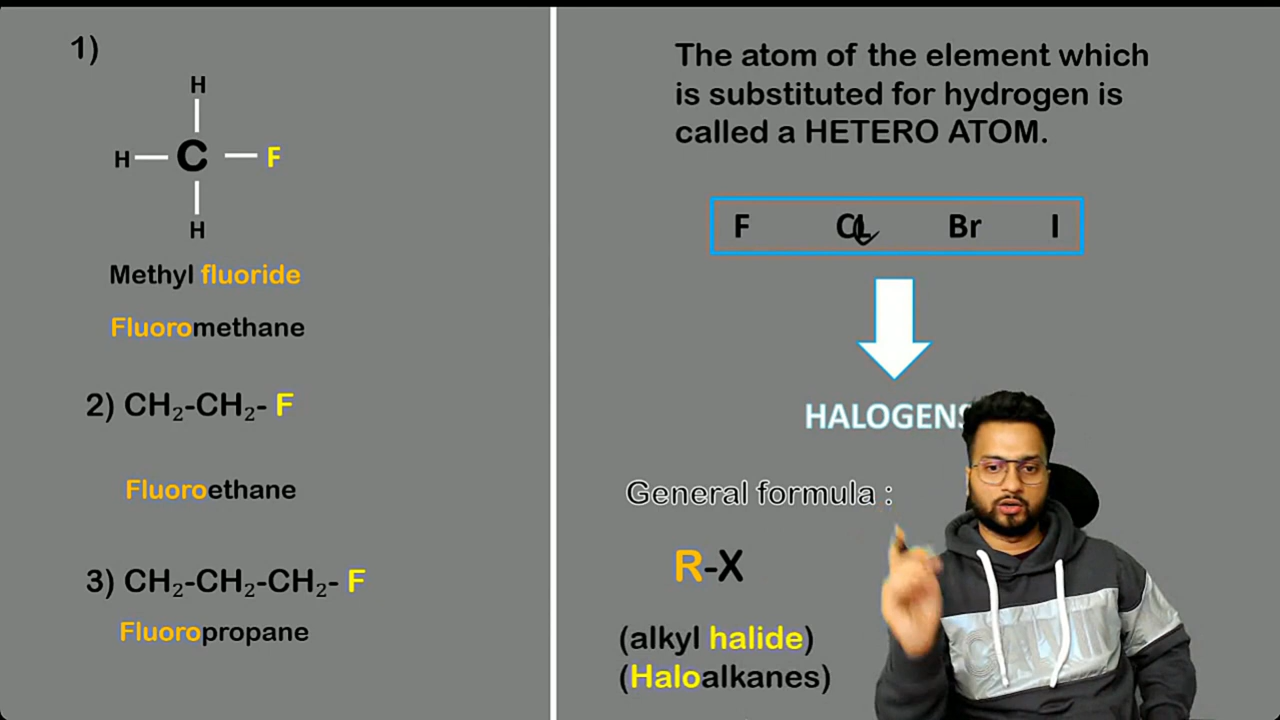 1)
H
H C F
H
Methyl fluoride
Fluoromethane
2) CH₂-CH₂- F
Fluoroethane
3) CH₂-CH₂-CH₂- F
Fluoropropane
The atom of the element which
is substituted for hydrogen is
called a HETERO ATOM.
F CL Br I
HALOGENS
General formula :
R-X
(alkyl halide)
(Haloalkanes)